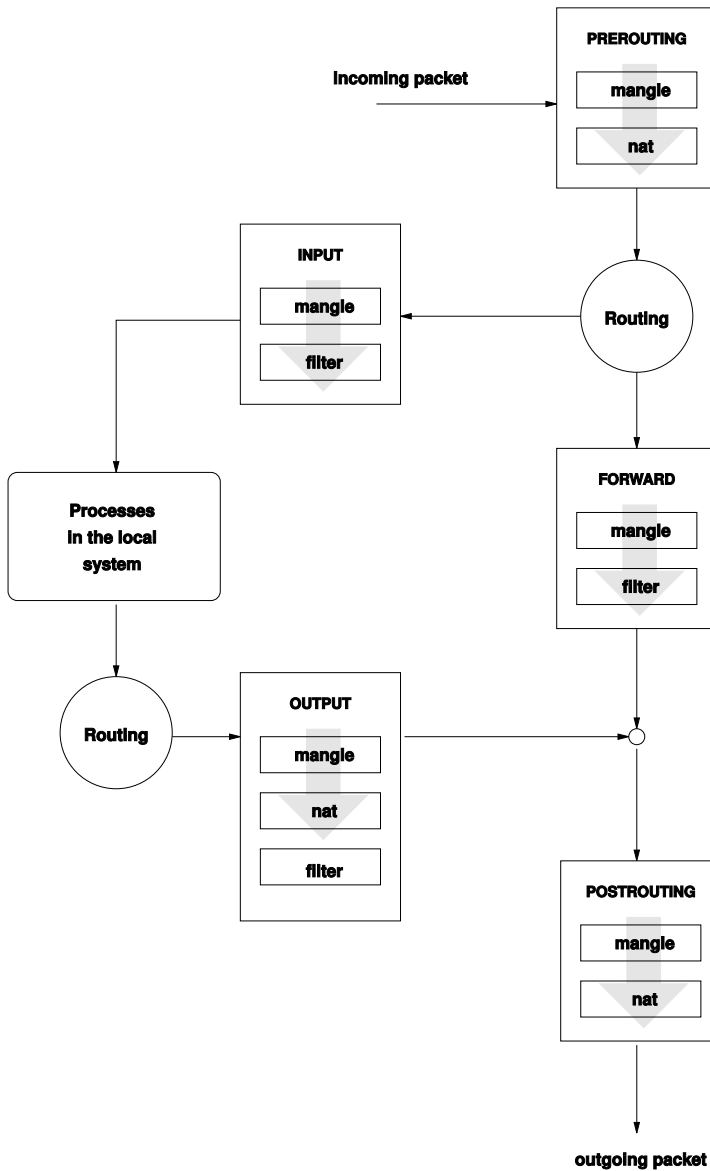 PREROUTING
Incoming packet
mangle
nat
INPUT
mangle
filter
Routing
Processes
in the local
system
FORWARD
mangle
filter
Routing
OUTPUT
mangle
nat
filter
POSTROUTING
mangle
nat
outgoing packet